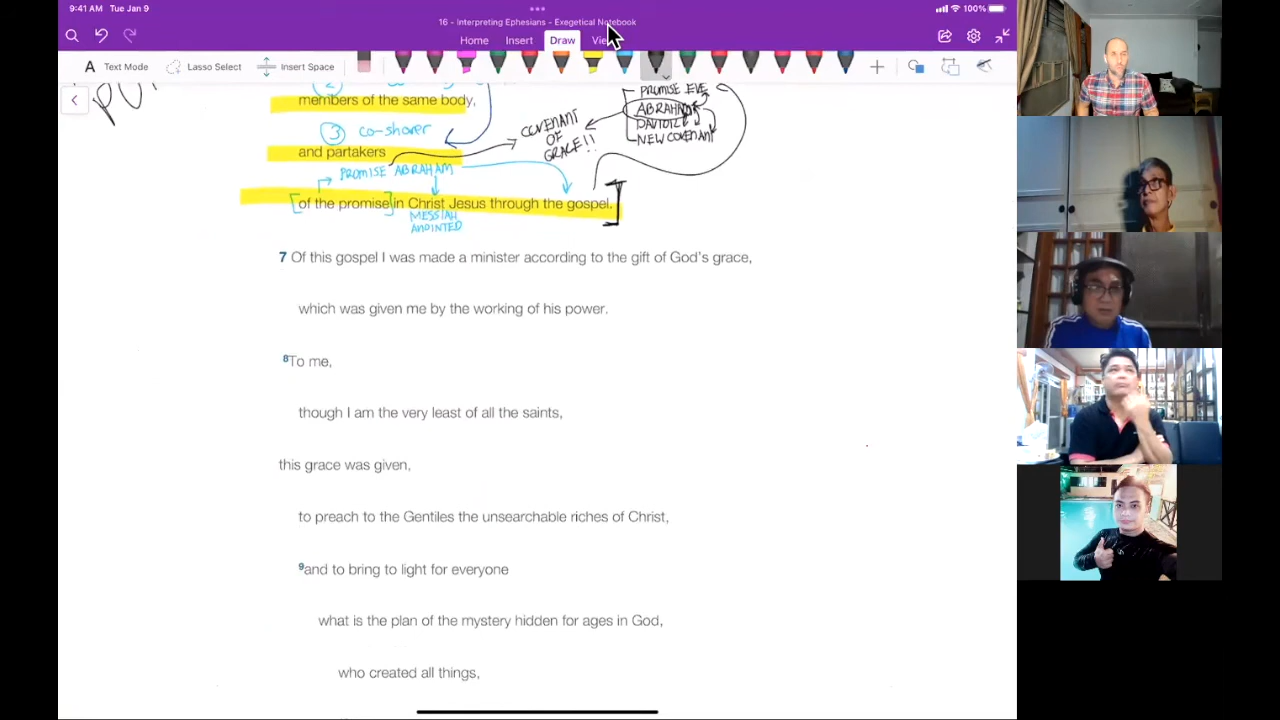 9:41 AM Tue Jan 9
100%
16 - Interpreting Ephesians - Exegetical Notebook
Home Insert Draw
A Text Mode Lasso Select Insert Space
PROMISE EVE
members of the same body,
ABRAHAM
COVENANT
OF
GRACE!!
NEW COVENANT
3 co-sharer
and partakers
PROMISE ABRAHAM
[of the promise] in Christ Jesus through the gospel.]
MESSIAH
ANOINTED
7 Of this gospel I was made a minister according to the gift of God's grace,
which was given me by the working of his power.
8To me,
though I am the very least of all the saints,
this grace was given,
to preach to the Gentiles the unsearchable riches of Christ,
9and to bring to light for everyone
what is the plan of the mystery hidden for ages in God,
who created all things,